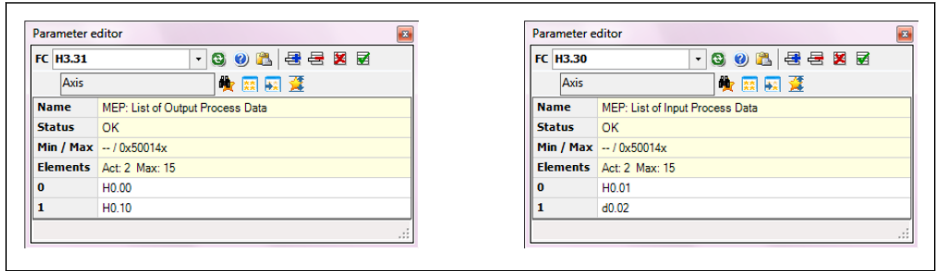 Parameter editor
FC H3.31
Axis
Name MEP: List of Output Process Data
Status OK
Min / Max -- / 0x50014x
Elements Act: 2 Max: 15
0 H0.00
1 H0.10
Parameter editor
FC H3.30
Axis
Name MEP: List of Input Process Data
Status OK
Min / Max -- / 0x50014x
Elements Act: 2 Max: 15
0 H0.01
1 d0.02